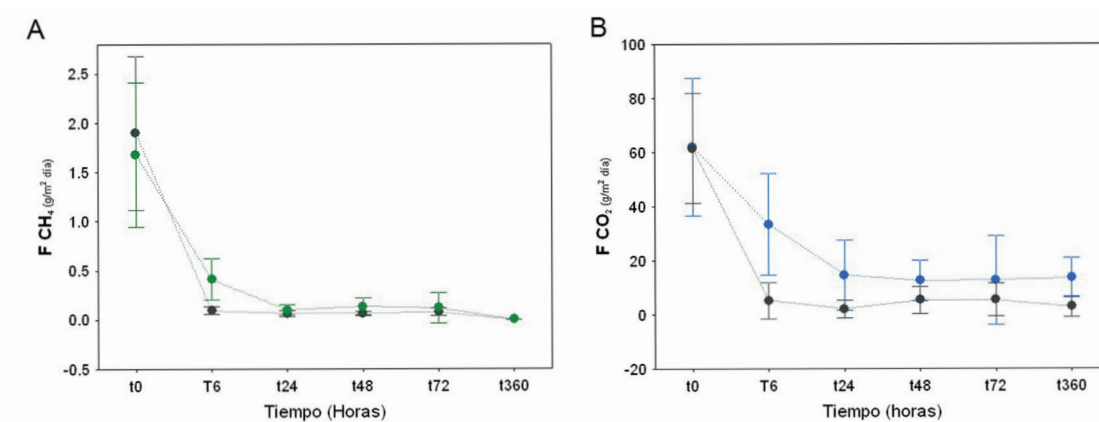 A
F CH₄ (g/m² día)
2.5
2.0
1.5
1.0
0.5
0.0
-0.5
t0 T6 t24 t48 t72 t360
Tiempo (Horas)
B
F CO₂ (g/m² día)
100
80
60
40
20
0
-20
t0 T6 t24 t48 t72 t360
Tiempo (horas)